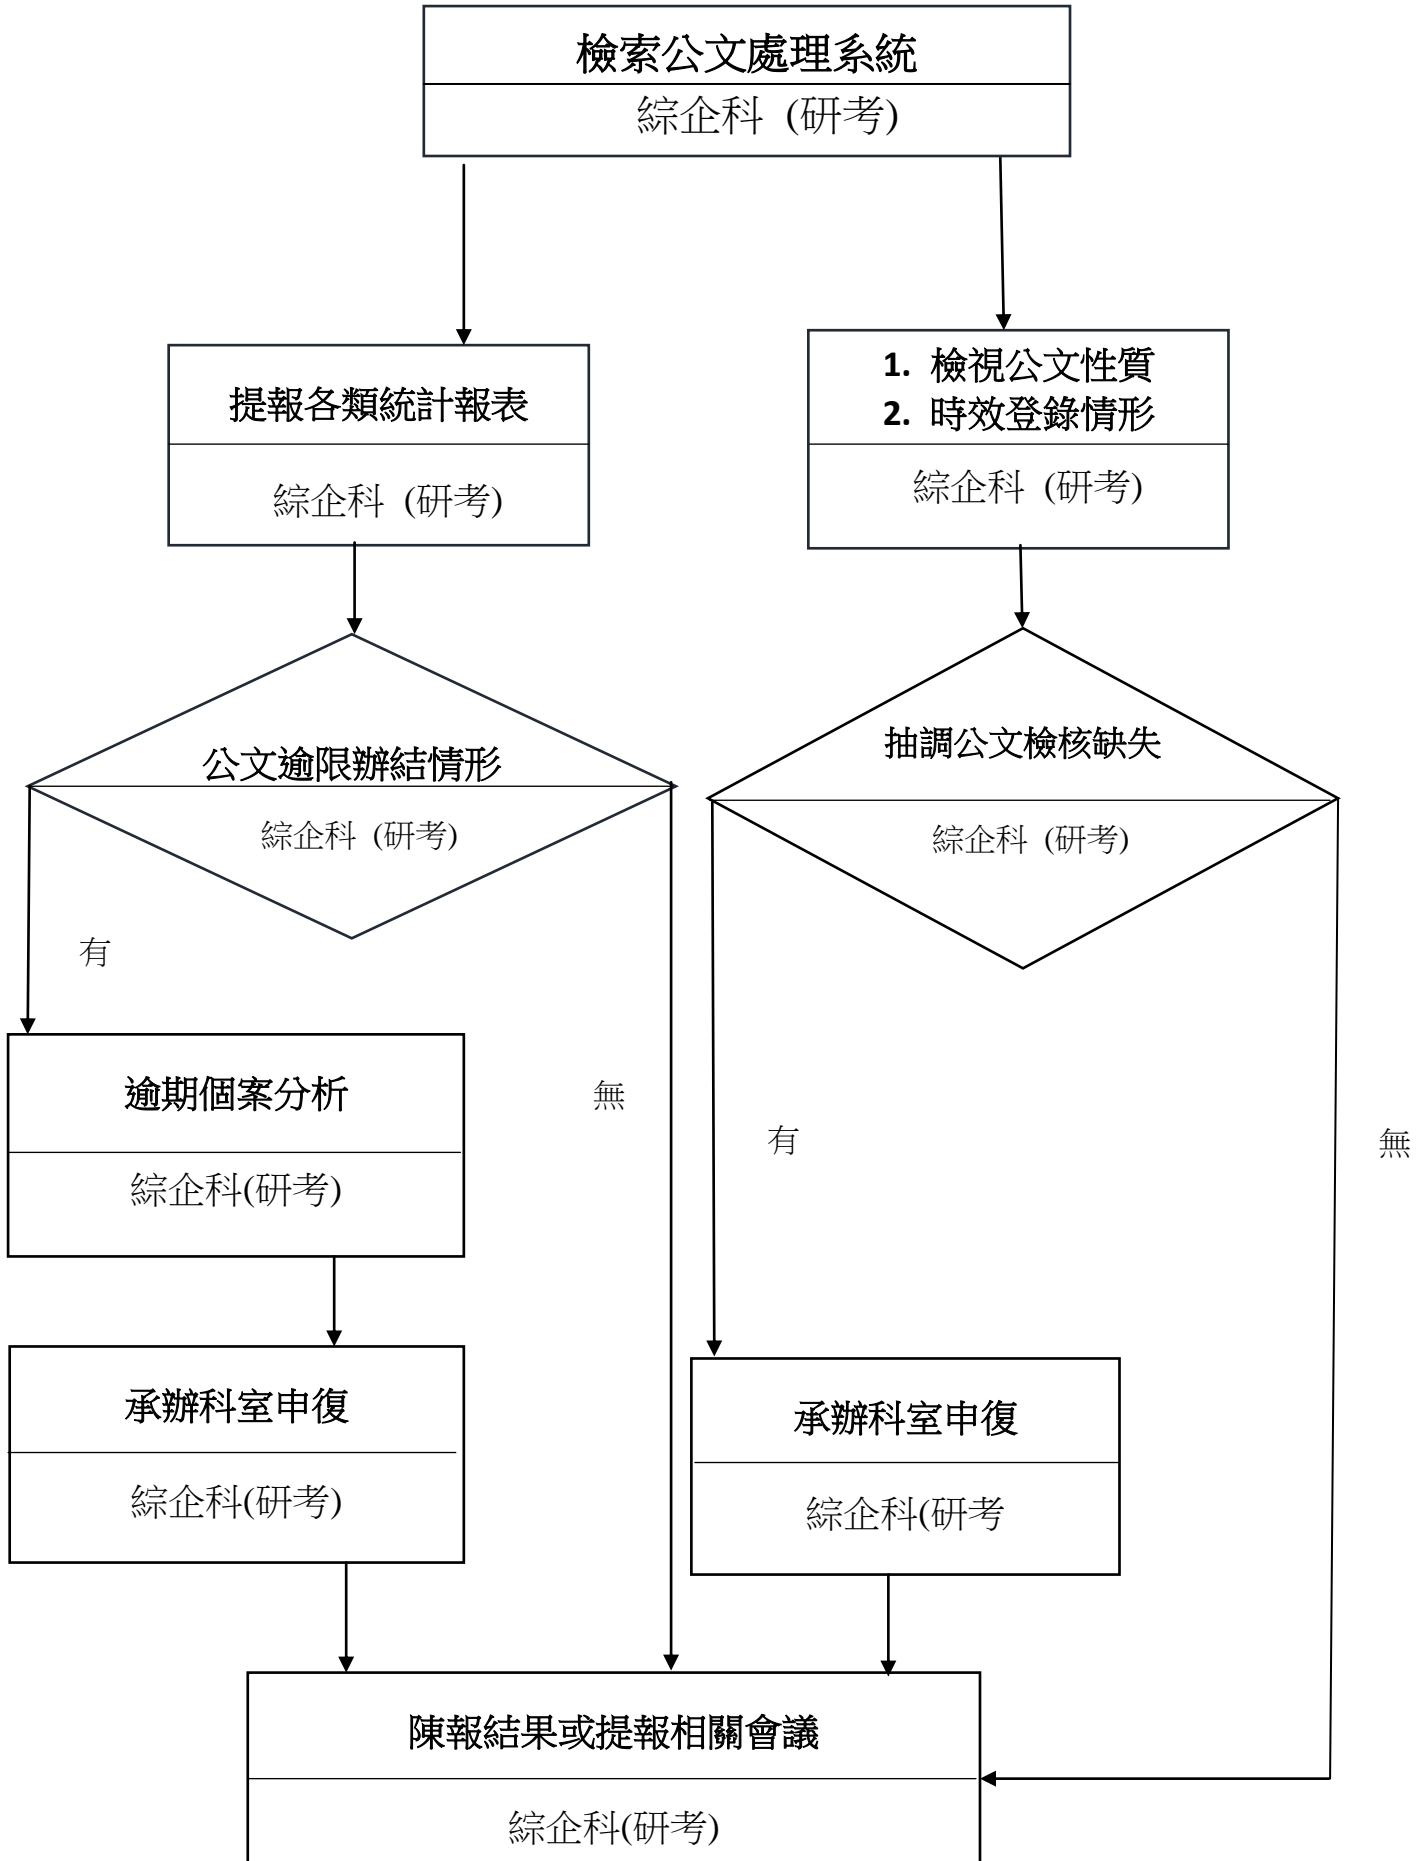 檢索公文處理系統
綜企科 (研考)
提報各類統計報表
綜企科 (研考)
1. 檢視公文性質
2. 時效登錄情形
綜企科 (研考)
公文逾限辦結情形
綜企科 (研考)
抽調公文檢核缺失
綜企科 (研考)
有
無
有
無
逾期個案分析
綜企科(研考)
承辦科室申復
綜企科(研考)
承辦科室申復
綜企科(研考
陳報結果或提報相關會議
綜企科(研考)